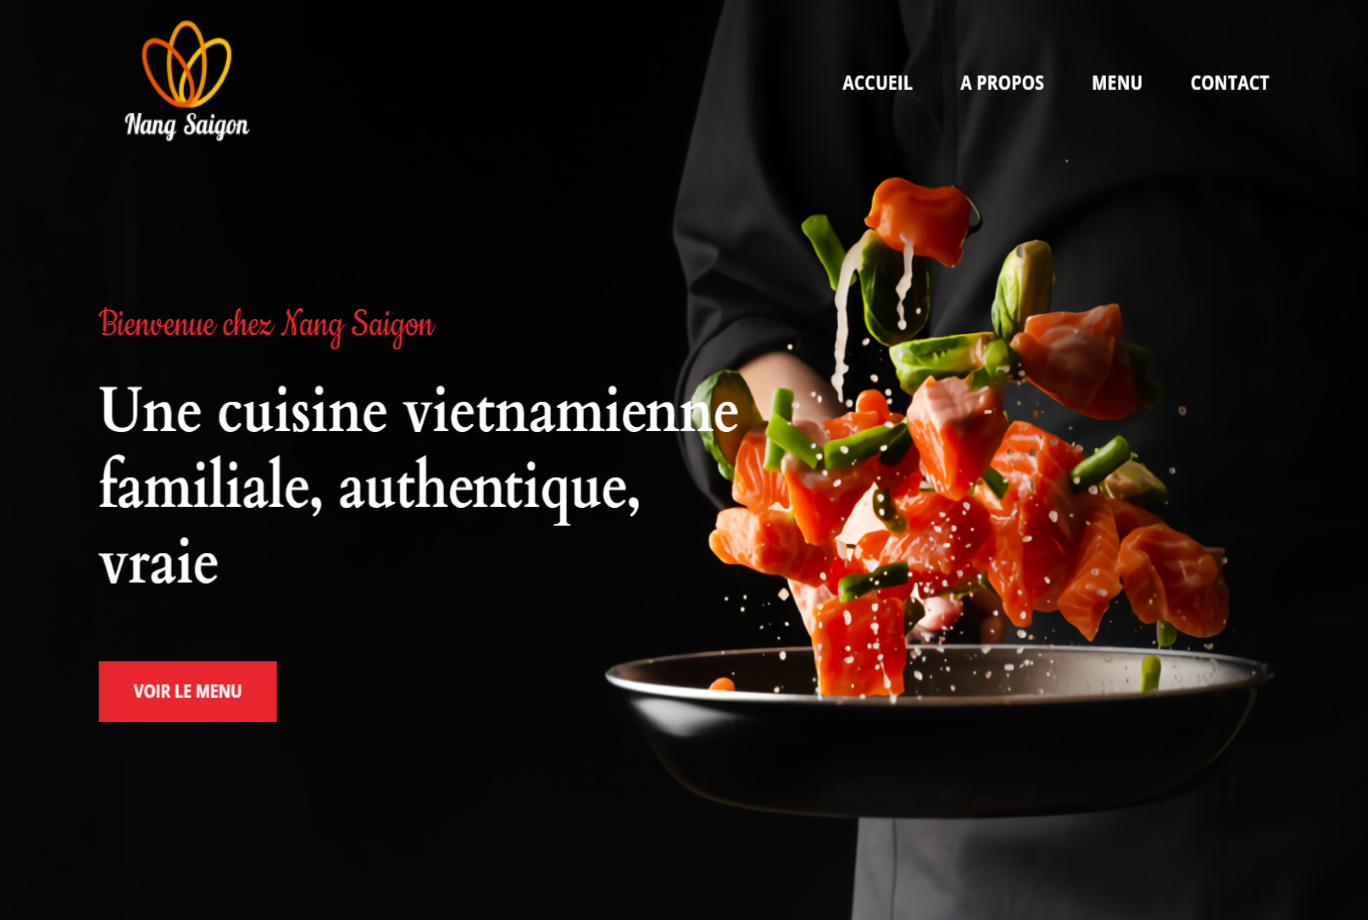 Nang Saigon
ACCUEIL A PROPOS MENU CONTACT
Bienvenue chez Nang Saigon
Une cuisine vietnamienne
familiale, authentique,
vraie
VOIR LE MENU